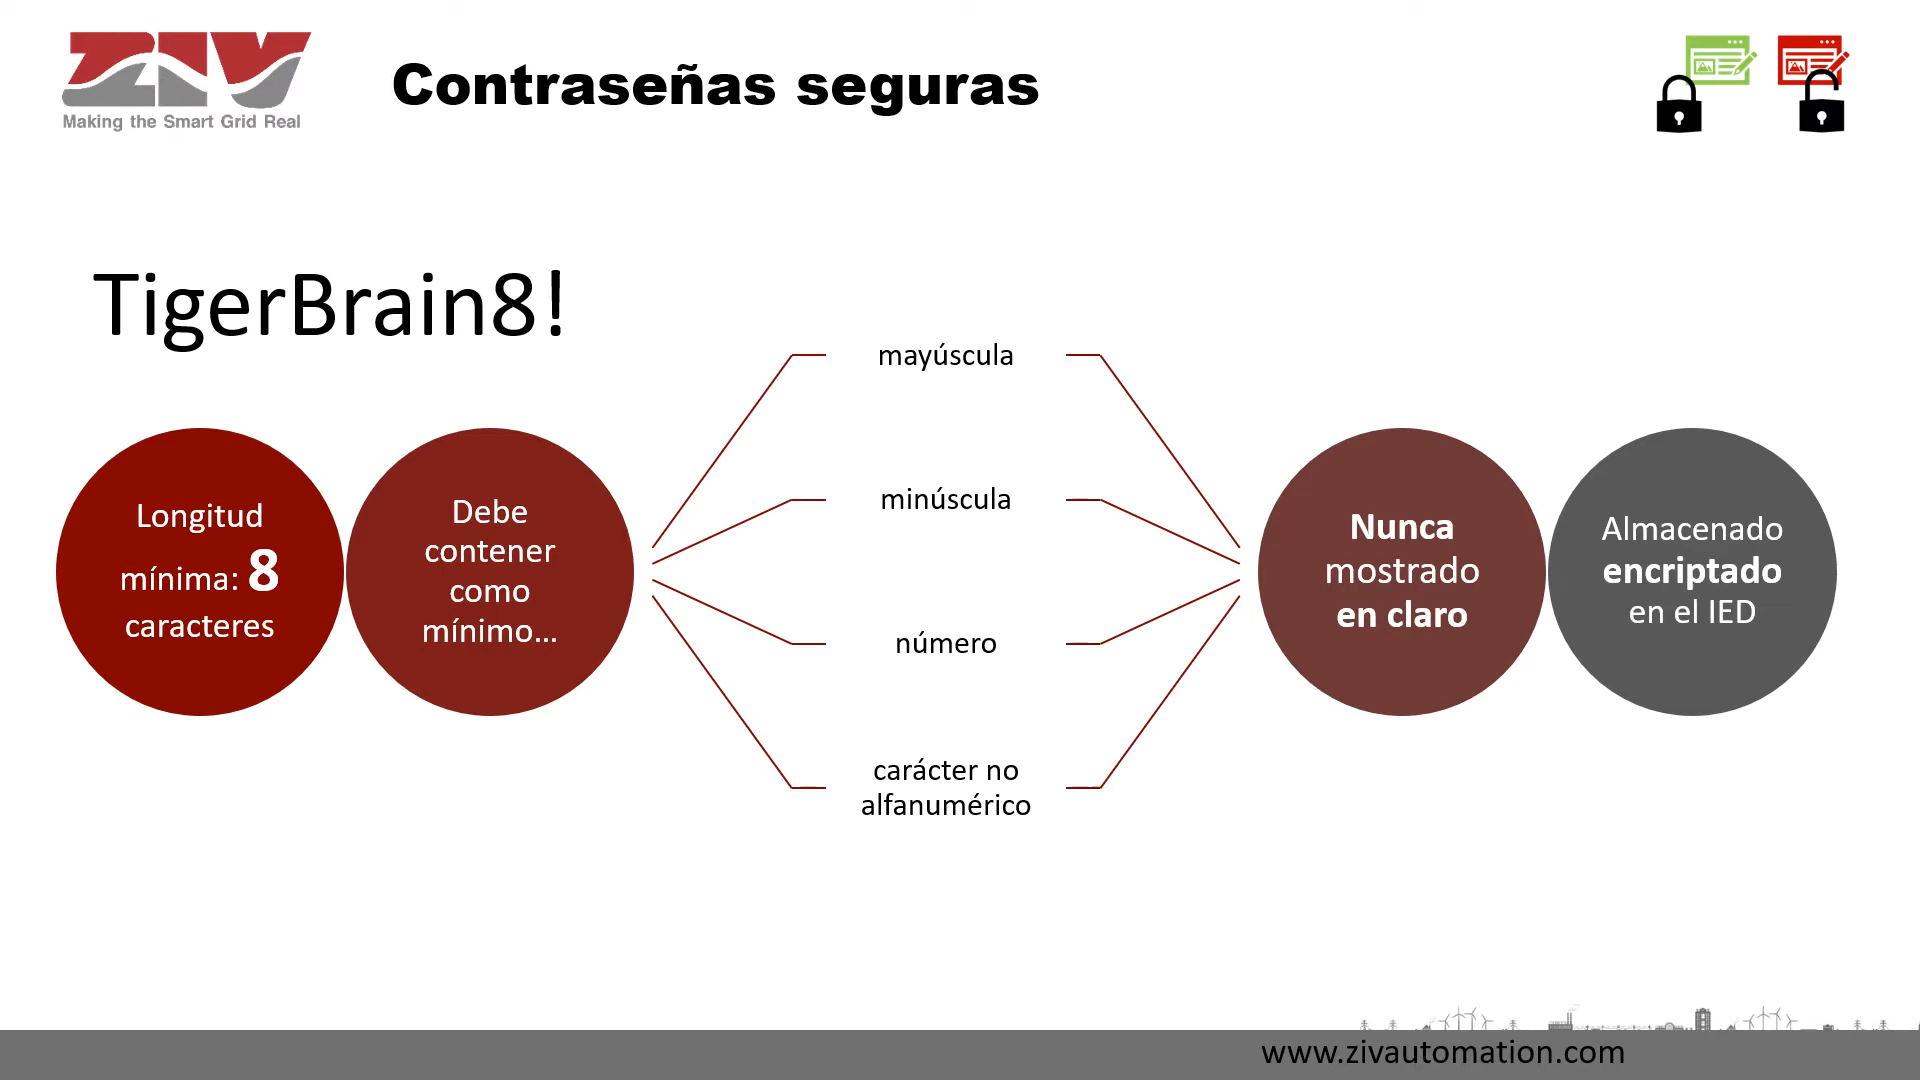 ZIV
Making the Smart Grid Real
Contraseñas seguras
TigerBrain8!
Longitud
mínima: 8
caracteres
Debe
contener
como
mínimo...
mayúscula
minúscula
número
carácter no
alfanumérico
Nunca
mostrado
en claro
Almacenado
encriptado
en el IED
www.zivautomation.com